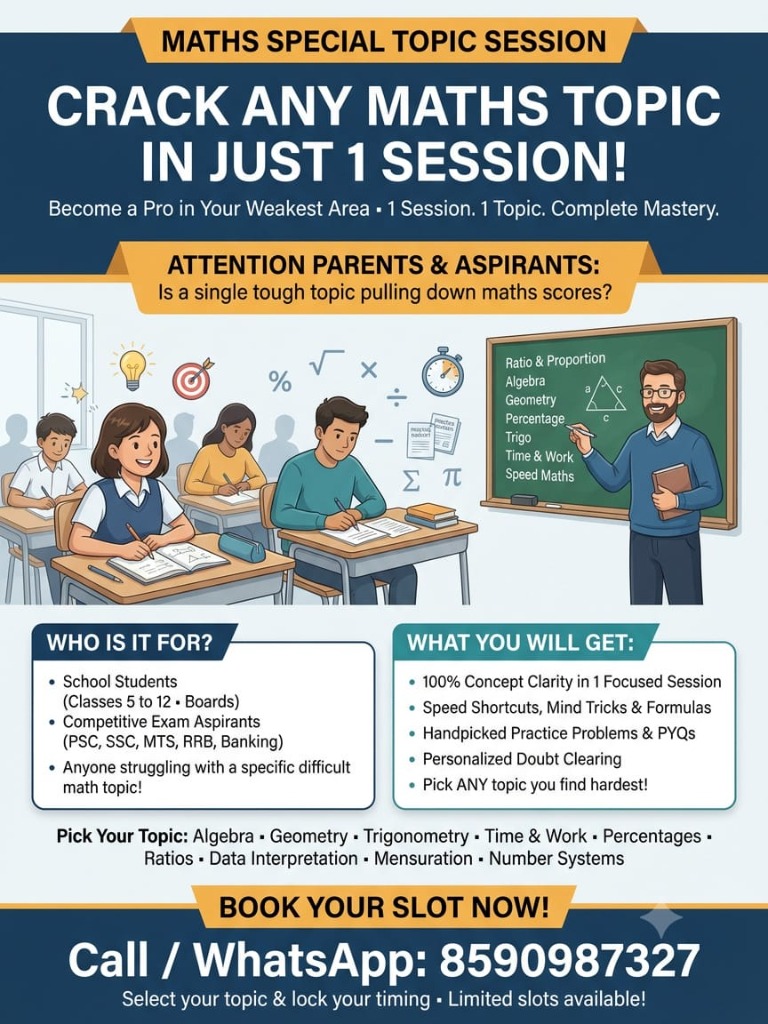 MATHS SPECIAL TOPIC SESSION
CRACK ANY MATHS TOPIC
IN JUST 1 SESSION!
Become a Pro in Your Weakest Area ▪ 1 Session. 1 Topic. Complete Mastery.
ATTENTION PARENTS & ASPIRANTS:
Is a single tough topic pulling down maths scores?
% √ × ÷ − Σ π
Ratio & Proportion
Algebra
Geometry
Percentage
Trigo
Time & Work
Speed Maths
a c
c
WHO IS IT FOR?
• School Students
(Classes 5 to 12 ▪ Boards)
• Competitive Exam Aspirants
(PSC, SSC, MTS, RRB, Banking)
• Anyone struggling with a specific difficult
math topic!
WHAT YOU WILL GET:
• 100% Concept Clarity in 1 Focused Session
• Speed Shortcuts, Mind Tricks & Formulas
• Handpicked Practice Problems & PYQs
• Personalized Doubt Clearing
• Pick ANY topic you find hardest!
Pick Your Topic: Algebra ▪ Geometry ▪ Trigonometry ▪ Time & Work ▪ Percentages ▪
Ratios ▪ Data Interpretation ▪ Mensuration ▪ Number Systems
BOOK YOUR SLOT NOW!
Call / WhatsApp: 8590987327
Select your topic & lock your timing ▪ Limited slots available!